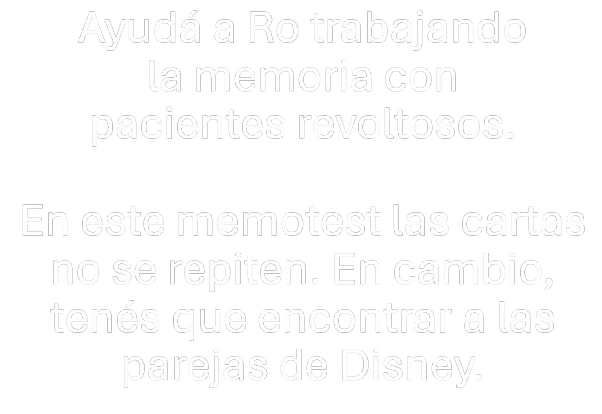 Ayudá a Ro trabajando
la memoria con
pacientes revoltosos.
En este memotest las cartas
no se repiten. En cambio,
tenés que encontrar a las
parejas de Disney.